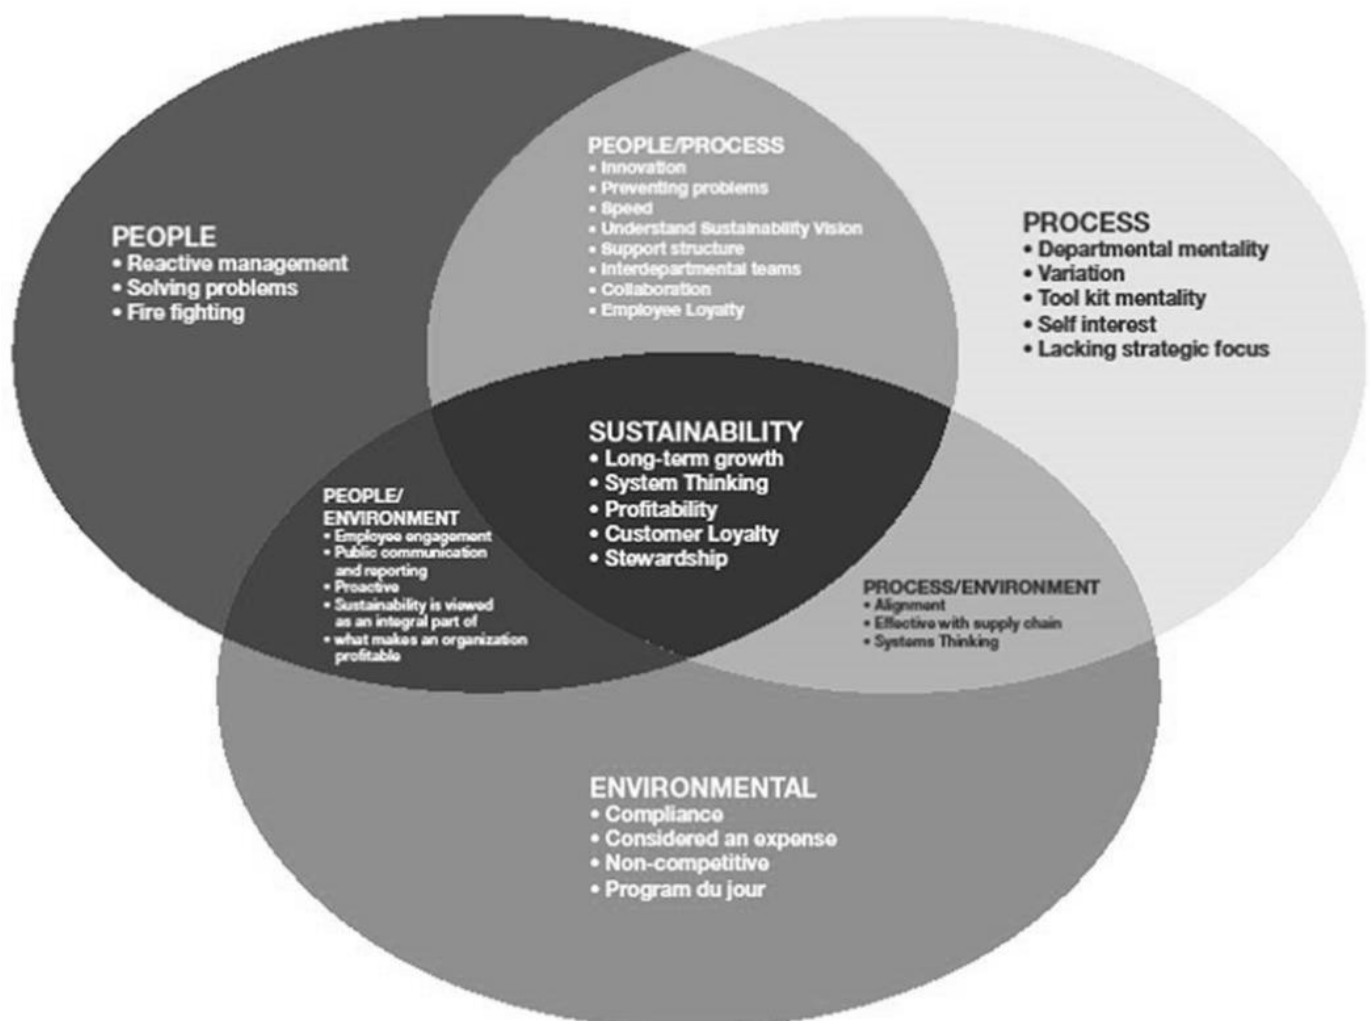 PEOPLE/PROCESS
• Innovation
• Preventing problems
• Speed
• Understand Sustainability Vision
• Support structure
• Interdepartmental teams
• Collaboration
• Employee Loyalty
PEOPLE
• Reactive management
• Solving problems
• Fire fighting
PROCESS
• Departmental mentality
• Variation
• Tool kit mentality
• Self interest
• Lacking strategic focus
SUSTAINABILITY
• Long-term growth
• System Thinking
• Profitability
• Customer Loyalty
• Stewardship
PEOPLE/
ENVIRONMENT
• Employee engagement
• Public communication
and reporting
• Proactive
• Sustainability is viewed
as an integral part of
• what makes an organization
profitable
PROCESS/ENVIRONMENT
• Alignment
• Effective with supply chain
• Systems Thinking
ENVIRONMENTAL
• Compliance
• Considered an expense
• Non-competitive
• Program du jour